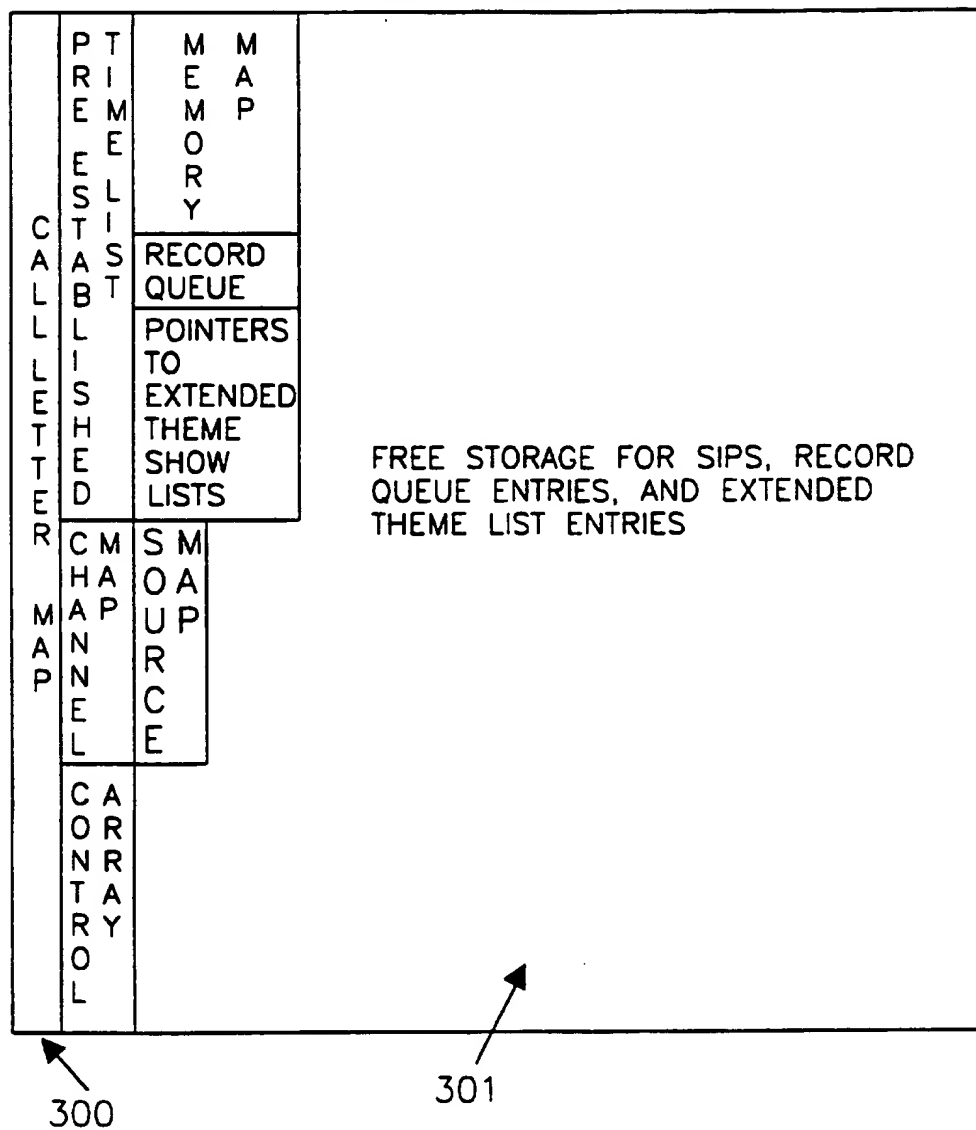 CALL LETTER MAP
PRE ESTABLISHED
TIME LIST
MEMORY
MAP
RECORD
QUEUE
POINTERS
TO
EXTENDED
THEME
SHOW
LISTS
CHANNEL
MAP
SOURCE
MAP
CONTROL
ARRAY
FREE STORAGE FOR SIPS, RECORD
QUEUE ENTRIES, AND EXTENDED
THEME LIST ENTRIES
300
301